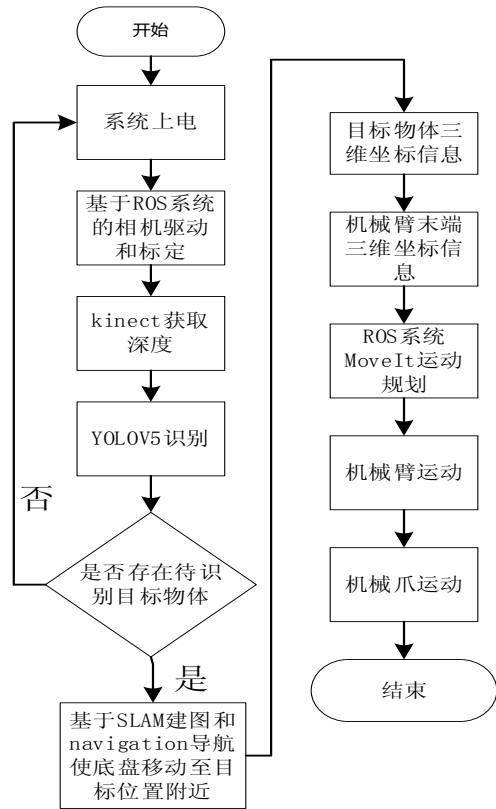 开始
系统上电
基于ROS系统
的相机驱动
和标定
kinect获取
深度
YOLOV5识别
否
是否存在待识
别目标物体
是
基于SLAM建图和
navigation导航
使底盘移动至目
标位置附近
目标物体三
维坐标信息
机械臂末端
三维坐标信
息
ROS系统
MoveIt运动
规划
机械臂运动
机械爪运动
结束